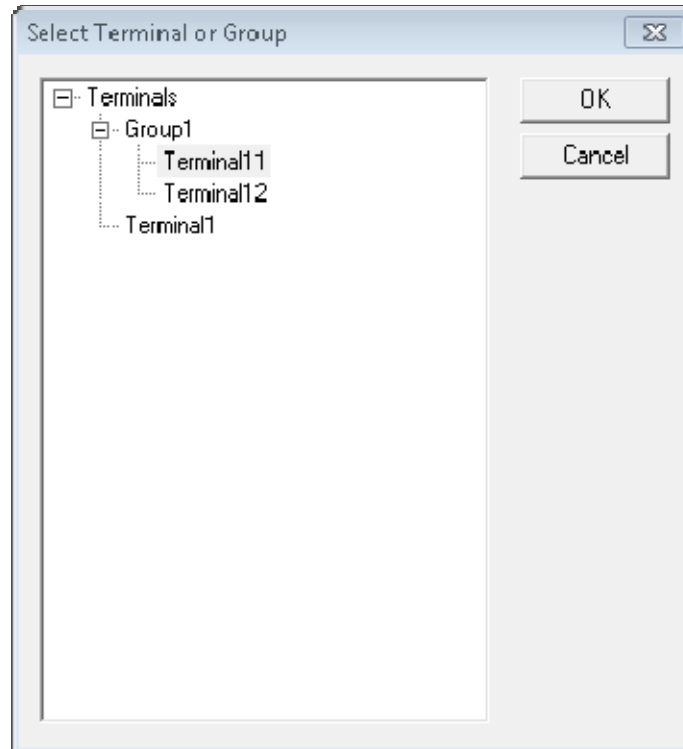 Select Terminal or Group
Terminals
Group1
Terminal11
Terminal12
Terminal1
OK
Cancel